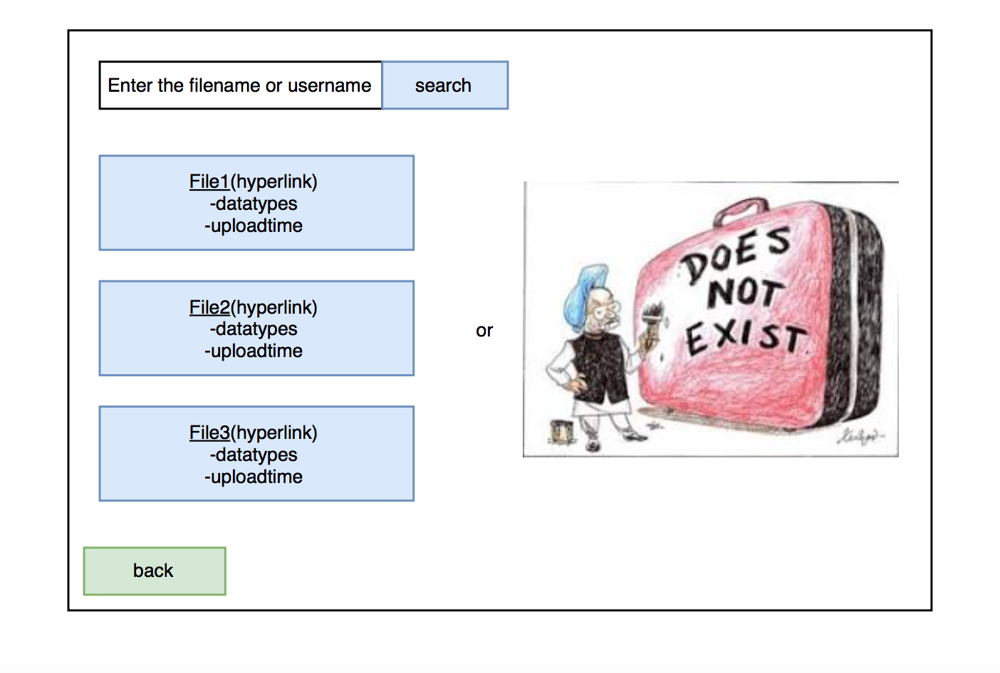 Enter the filename or username
search
File1(hyperlink)
-datatypes
-uploadtime
File2(hyperlink)
-datatypes
-uploadtime
File3(hyperlink)
-datatypes
-uploadtime
or
DOES
NOT
EXIST
back